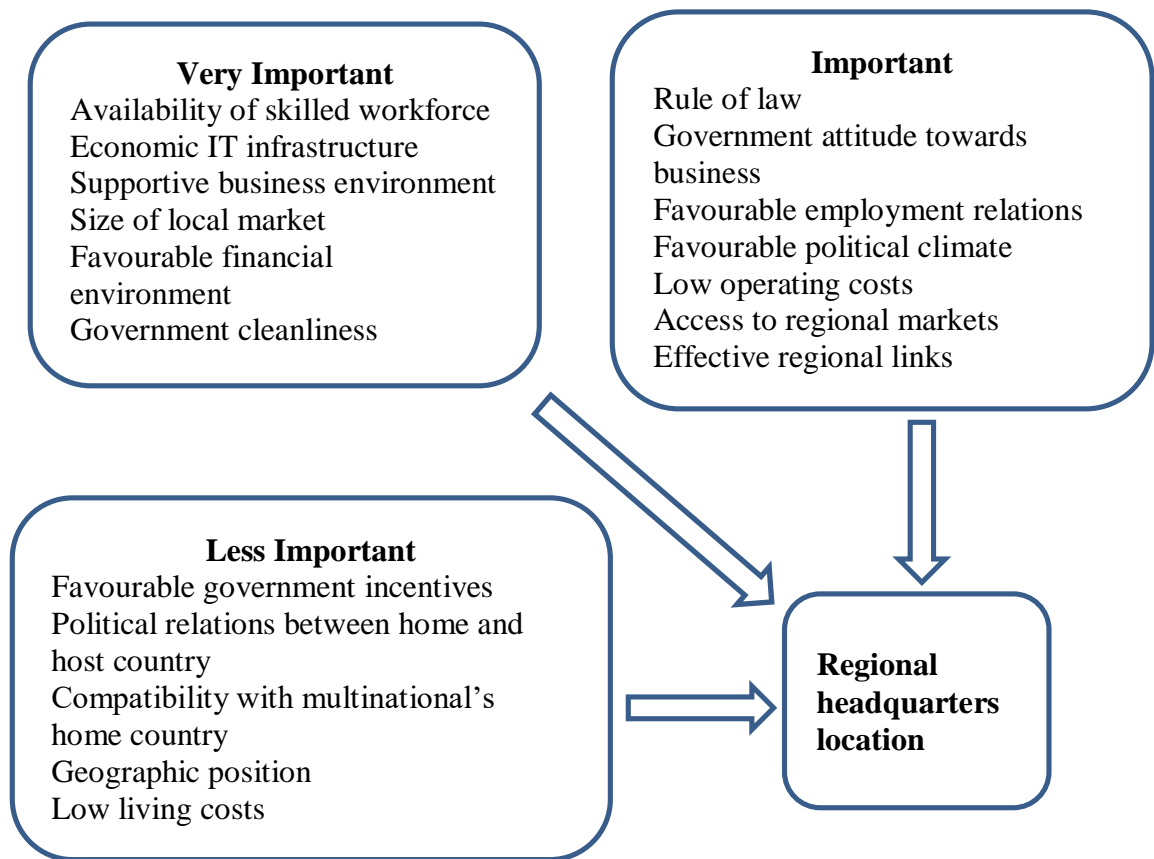 Very Important
Availability of skilled workforce
Economic IT infrastructure
Supportive business environment
Size of local market
Favourable financial
environment
Government cleanliness
Important
Rule of law
Government attitude towards
business
Favourable employment relations
Favourable political climate
Low operating costs
Access to regional markets
Effective regional links
Less Important
Favourable government incentives
Political relations between home and
host country
Compatibility with multinational’s
home country
Geographic position
Low living costs
Regional
headquarters
location